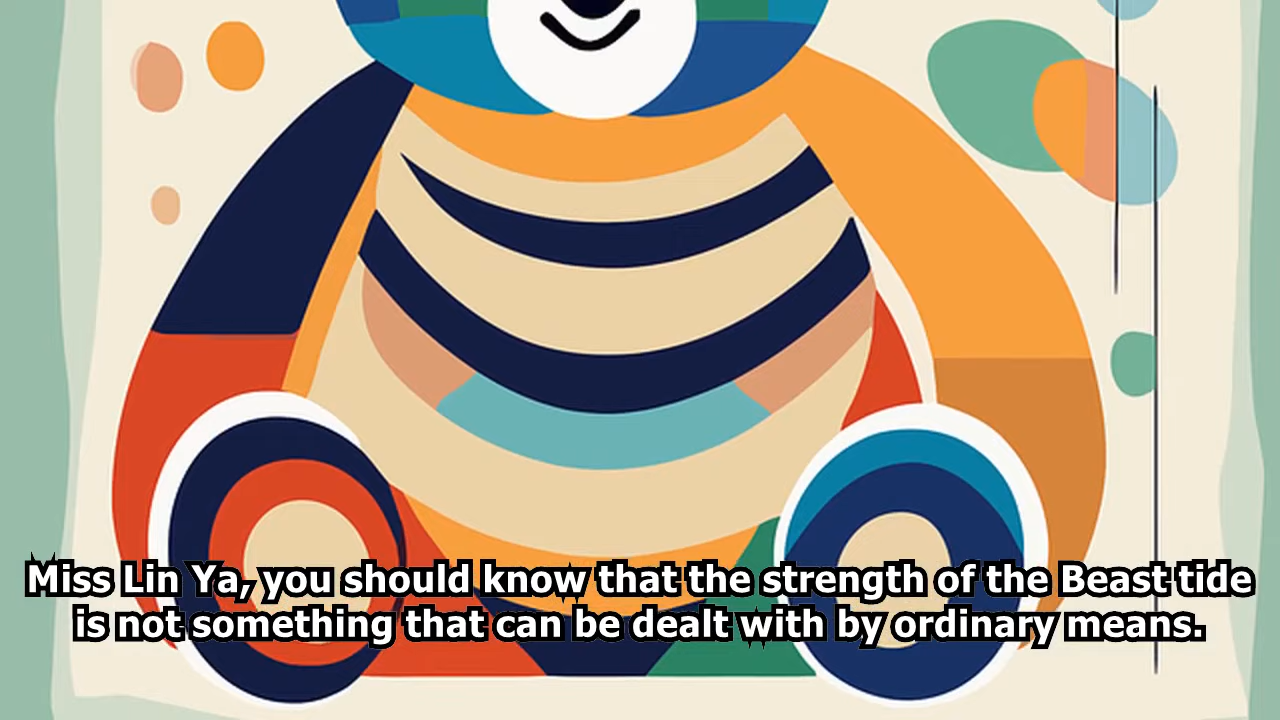 Miss Lin Ya, you should know that the strength of the Beast tide
is not something that can be dealt with by ordinary means.